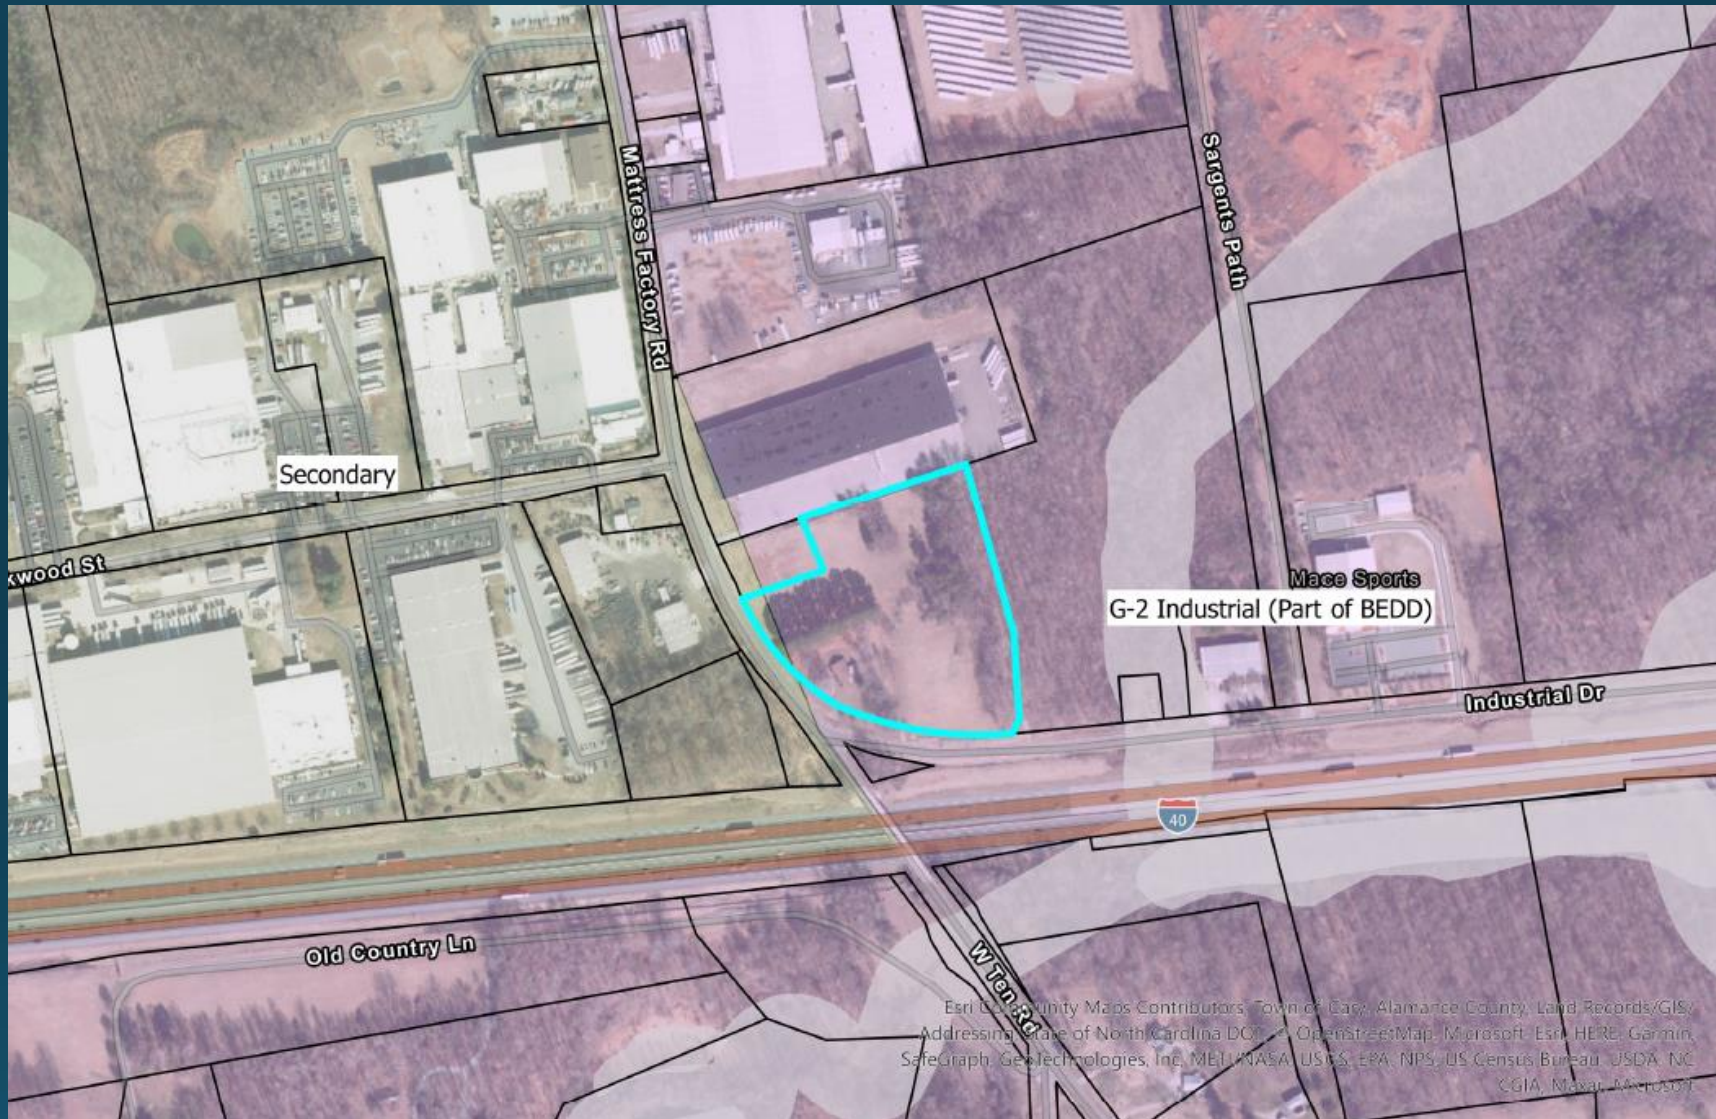 Mattress Factory Rd
Sargents Path
Secondary
kwood St
Mace Sports
G-2 Industrial (Part of BEDD)
Industrial Dr
40
Old Country Ln
W Ten Rd
Esri Community Maps Contributors, Town of Cary, Alamance County, Land Records/GIS/
Addressing, State of North Carolina DOT, © OpenStreetMap, Microsoft, Esri, HERE, Garmin,
SafeGraph, GeoTechnologies, Inc, METI/NASA, USGS, EPA, NPS, US Census Bureau, USDA, NC
CGIA, Maxar, Microsoft